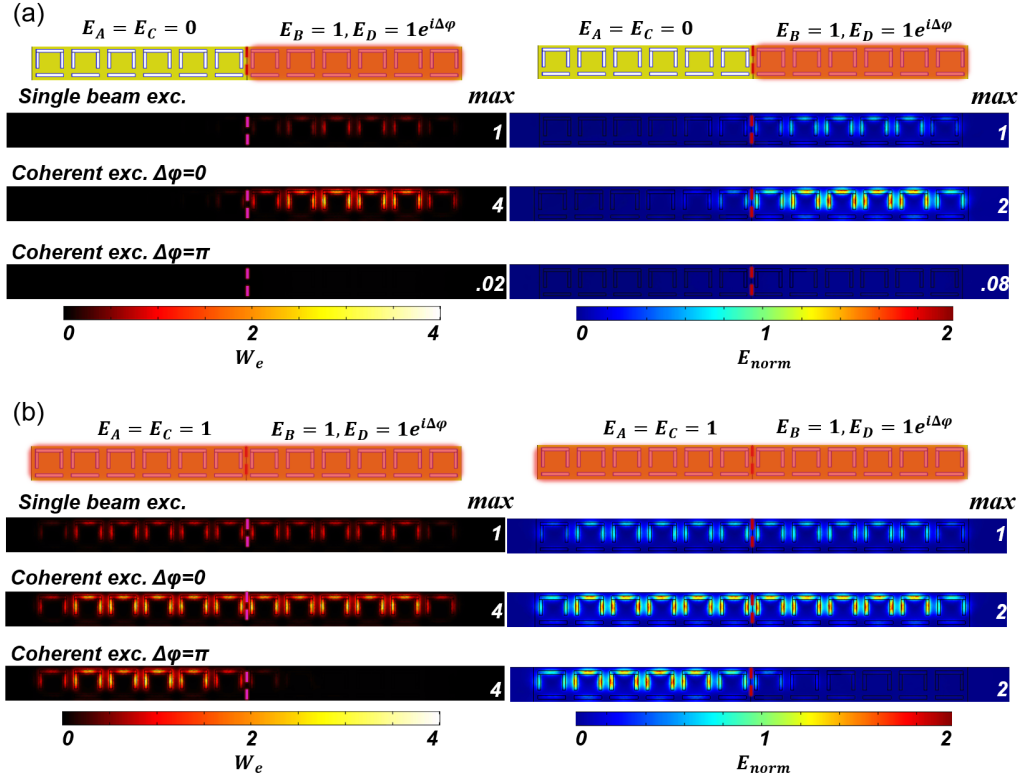 (a)
E_A = E_C = 0 E_B = 1, E_D = 1e^{iΔφ} E_A = E_C = 0 E_B = 1, E_D = 1e^{iΔφ}
Single beam exc. max max
1 1
Coherent exc. Δφ=0
4 2
Coherent exc. Δφ=π
.02 .08
0 2 4 0 1 2
W_e E_norm
(b)
E_A = E_C = 1 E_B = 1, E_D = 1e^{iΔφ} E_A = E_C = 1 E_B = 1, E_D = 1e^{iΔφ}
Single beam exc. max max
1 1
Coherent exc. Δφ=0
4 2
Coherent exc. Δφ=π
4 2
0 2 4 0 1 2
W_e E_norm